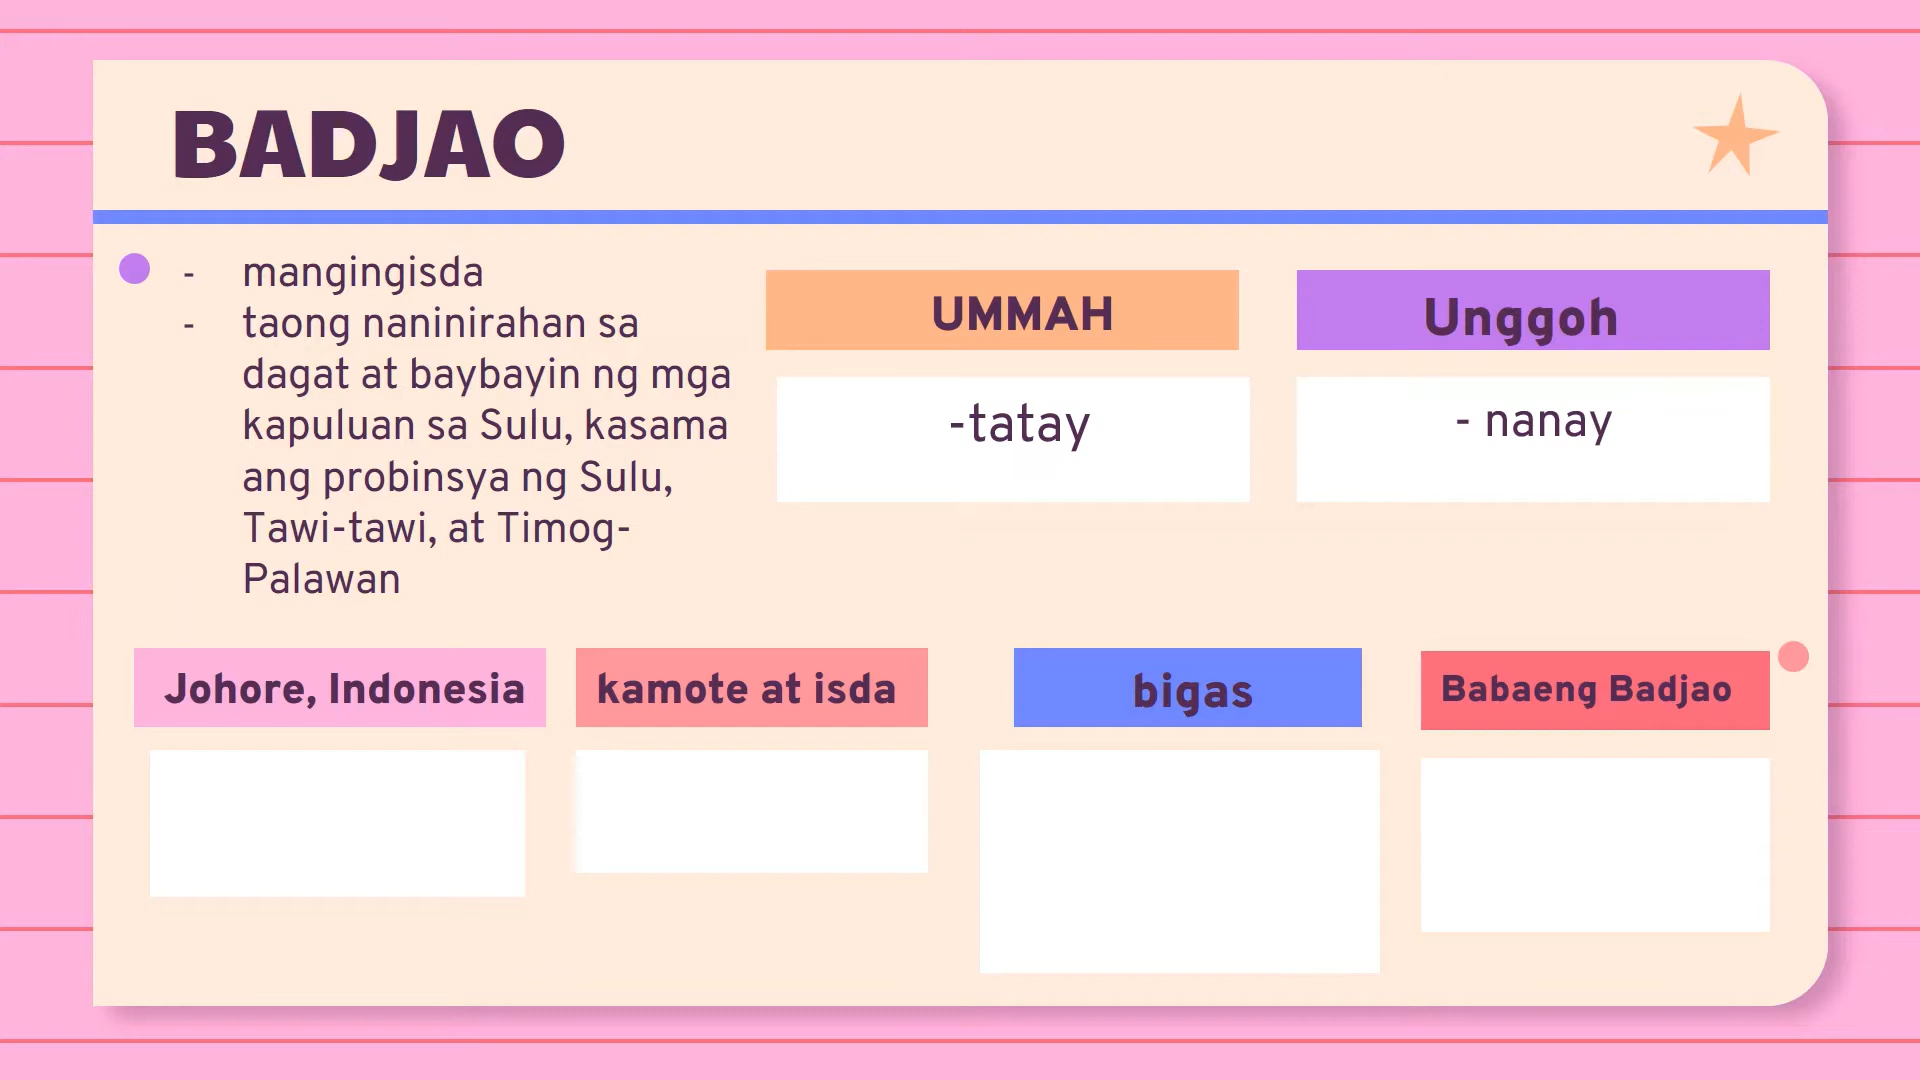 BADJAO
- mangingisda
- taong naninirahan sa
dagat at baybayin ng mga
kapuluan sa Sulu, kasama
ang probinsya ng Sulu,
Tawi-tawi, at Timog-
Palawan
UMMAH
-tatay
Unggoh
- nanay
Johore, Indonesia
kamote at isda
bigas
Babaeng Badjao